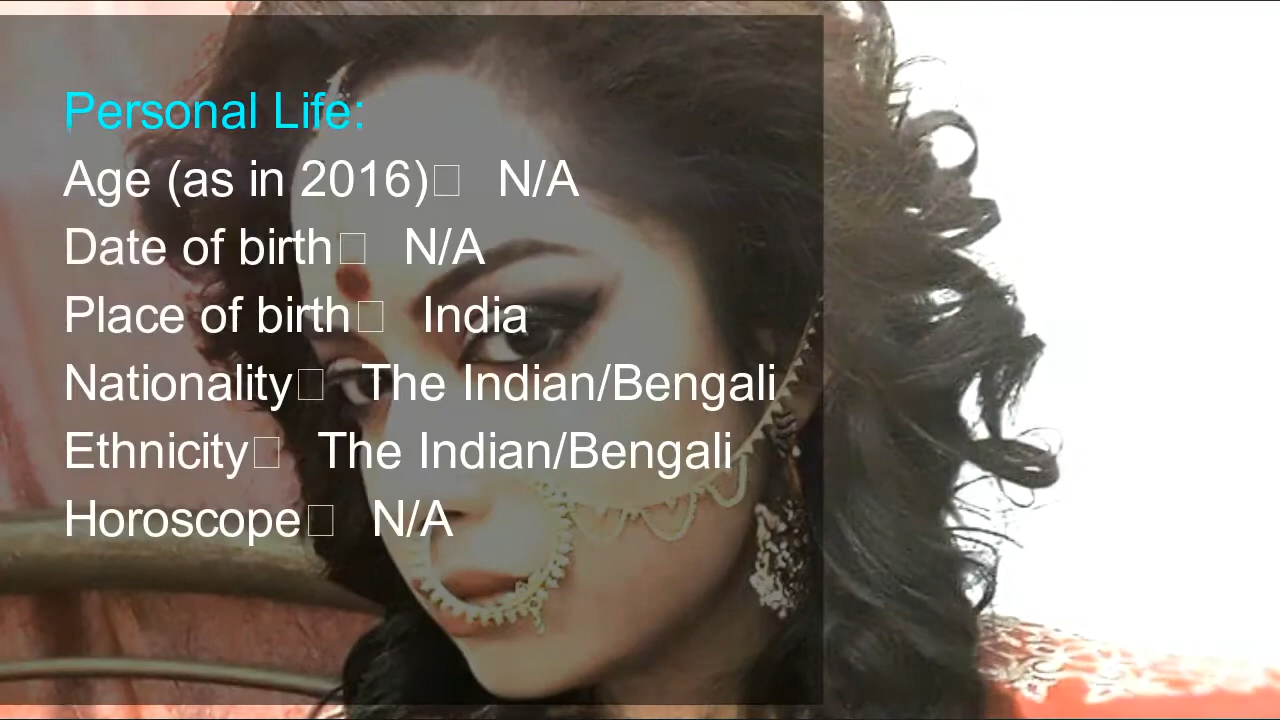 Personal Life:
Age (as in 2016)□ N/A
Date of birth□ N/A
Place of birth□ India
Nationality□ The Indian/Bengali
Ethnicity□ The Indian/Bengali
Horoscope□ N/A